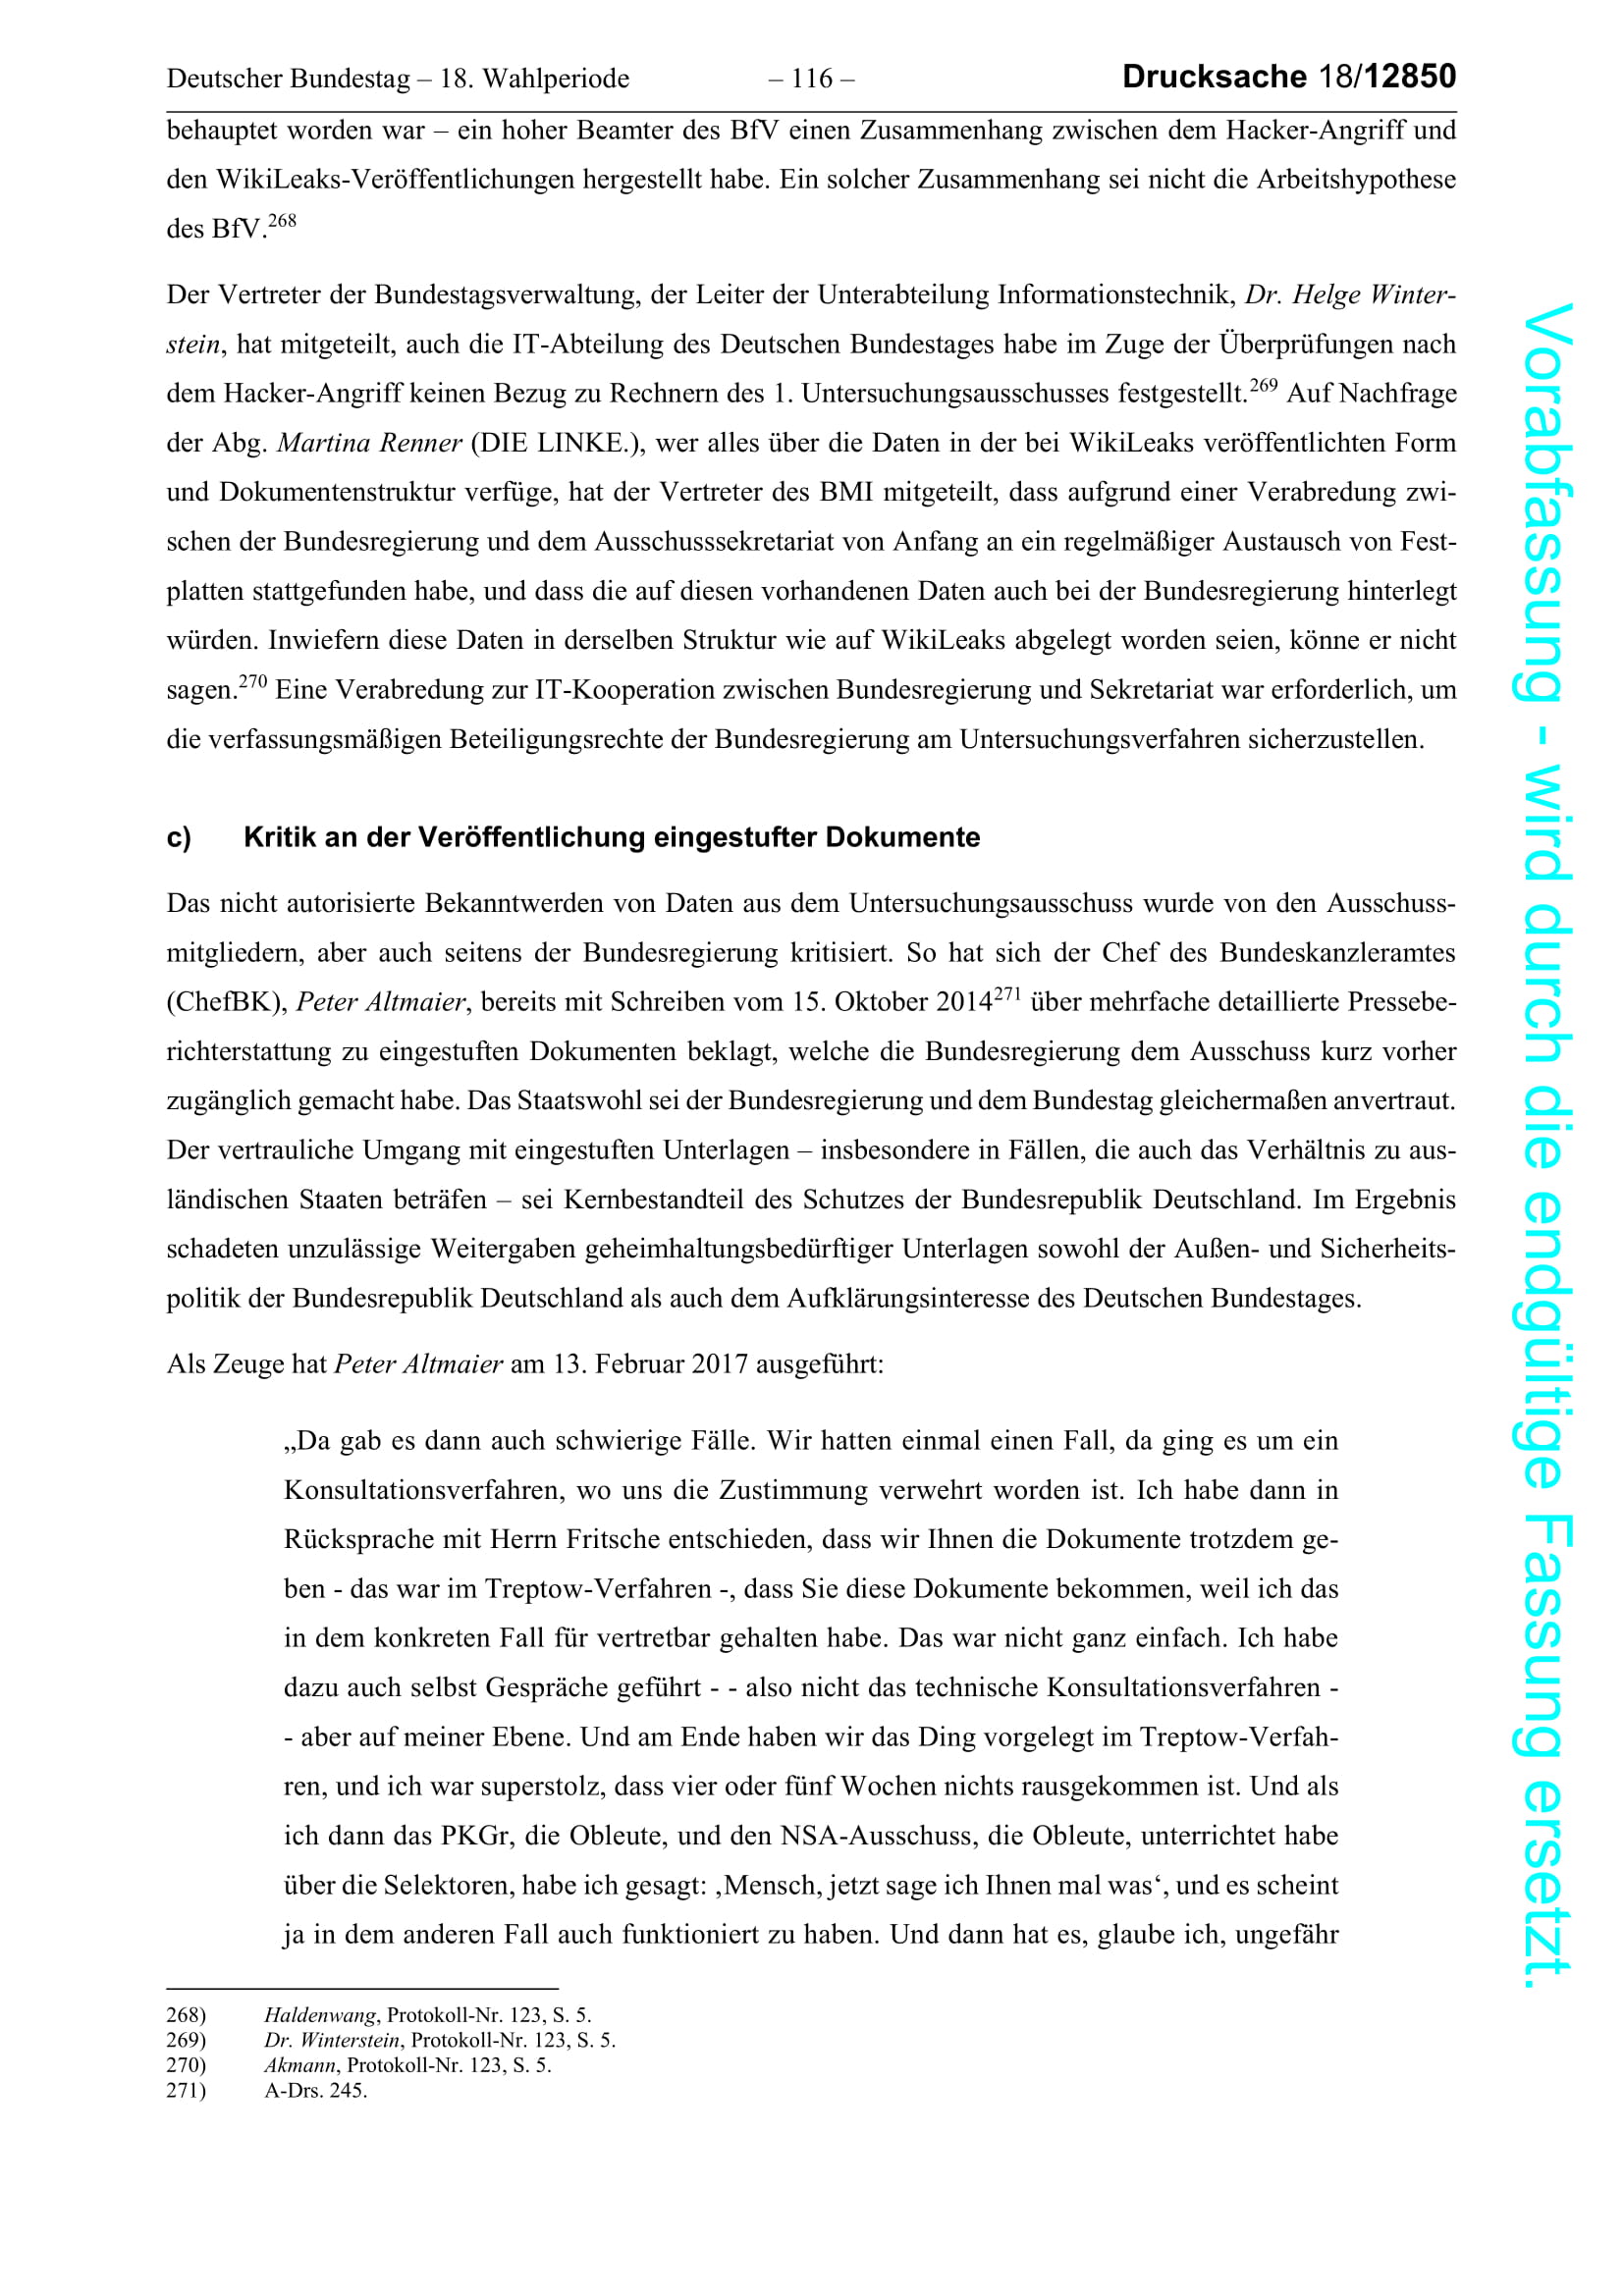 Deutscher Bundestag – 18. Wahlperiode – 116 – Drucksache 18/12850
behauptet worden war – ein hoher Beamter des BfV einen Zusammenhang zwischen dem Hacker-Angriff und
den WikiLeaks-Veröffentlichungen hergestellt habe. Ein solcher Zusammenhang sei nicht die Arbeitshypothese
des BfV.268
Der Vertreter der Bundestagsverwaltung, der Leiter der Unterabteilung Informationstechnik, Dr. Helge Winter-
stein, hat mitgeteilt, auch die IT-Abteilung des Deutschen Bundestages habe im Zuge der Überprüfungen nach
dem Hacker-Angriff keinen Bezug zu Rechnern des 1. Untersuchungsausschusses festgestellt.269 Auf Nachfrage
der Abg. Martina Renner (DIE LINKE.), wer alles über die Daten in der bei WikiLeaks veröffentlichten Form
und Dokumentenstruktur verfüge, hat der Vertreter des BMI mitgeteilt, dass aufgrund einer Verabredung zwi-
schen der Bundesregierung und dem Ausschusssekretariat von Anfang an ein regelmäßiger Austausch von Fest-
platten stattgefunden habe, und dass die auf diesen vorhandenen Daten auch bei der Bundesregierung hinterlegt
würden. Inwiefern diese Daten in derselben Struktur wie auf WikiLeaks abgelegt worden seien, könne er nicht
sagen.270 Eine Verabredung zur IT-Kooperation zwischen Bundesregierung und Sekretariat war erforderlich, um
die verfassungsmäßigen Beteiligungsrechte der Bundesregierung am Untersuchungsverfahren sicherzustellen.
c) Kritik an der Veröffentlichung eingestufter Dokumente
Das nicht autorisierte Bekanntwerden von Daten aus dem Untersuchungsausschuss wurde von den Ausschuss-
mitgliedern, aber auch seitens der Bundesregierung kritisiert. So hat sich der Chef des Bundeskanzleramtes
(ChefBK), Peter Altmaier, bereits mit Schreiben vom 15. Oktober 2014271 über mehrfache detaillierte Pressebe-
richterstattung zu eingestuften Dokumenten beklagt, welche die Bundesregierung dem Ausschuss kurz vorher
zugänglich gemacht habe. Das Staatswohl sei der Bundesregierung und dem Bundestag gleichermaßen anvertraut.
Der vertrauliche Umgang mit eingestuften Unterlagen – insbesondere in Fällen, die auch das Verhältnis zu aus-
ländischen Staaten beträfen – sei Kernbestandteil des Schutzes der Bundesrepublik Deutschland. Im Ergebnis
schadeten unzulässige Weitergaben geheimhaltungsbedürftiger Unterlagen sowohl der Außen- und Sicherheits-
politik der Bundesrepublik Deutschland als auch dem Aufklärungsinteresse des Deutschen Bundestages.
Als Zeuge hat Peter Altmaier am 13. Februar 2017 ausgeführt:
„Da gab es dann auch schwierige Fälle. Wir hatten einmal einen Fall, da ging es um ein
Konsultationsverfahren, wo uns die Zustimmung verwehrt worden ist. Ich habe dann in
Rücksprache mit Herrn Fritsche entschieden, dass wir Ihnen die Dokumente trotzdem ge-
ben - das war im Treptow-Verfahren -, dass Sie diese Dokumente bekommen, weil ich das
in dem konkreten Fall für vertretbar gehalten habe. Das war nicht ganz einfach. Ich habe
dazu auch selbst Gespräche geführt - - also nicht das technische Konsultationsverfahren -
- aber auf meiner Ebene. Und am Ende haben wir das Ding vorgelegt im Treptow-Verfah-
ren, und ich war superstolz, dass vier oder fünf Wochen nichts rausgekommen ist. Und als
ich dann das PKGr, die Obleute, und den NSA-Ausschuss, die Obleute, unterrichtet habe
über die Selektoren, habe ich gesagt: ‚Mensch, jetzt sage ich Ihnen mal was‘, und es scheint
ja in dem anderen Fall auch funktioniert zu haben. Und dann hat es, glaube ich, ungefähr
268) Haldenwang, Protokoll-Nr. 123, S. 5.
269) Dr. Winterstein, Protokoll-Nr. 123, S. 5.
270) Akmann, Protokoll-Nr. 123, S. 5.
271) A-Drs. 245.
Vorabfassung - wird durch die endgültige Fassung ersetzt.